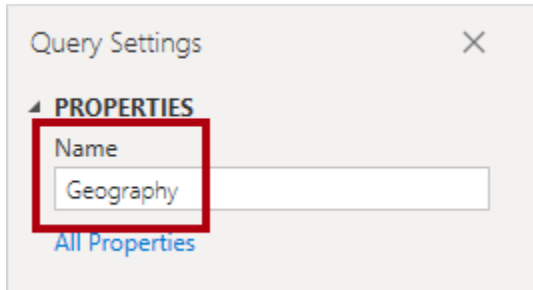 Query Settings
PROPERTIES
Name
Geography
All Properties